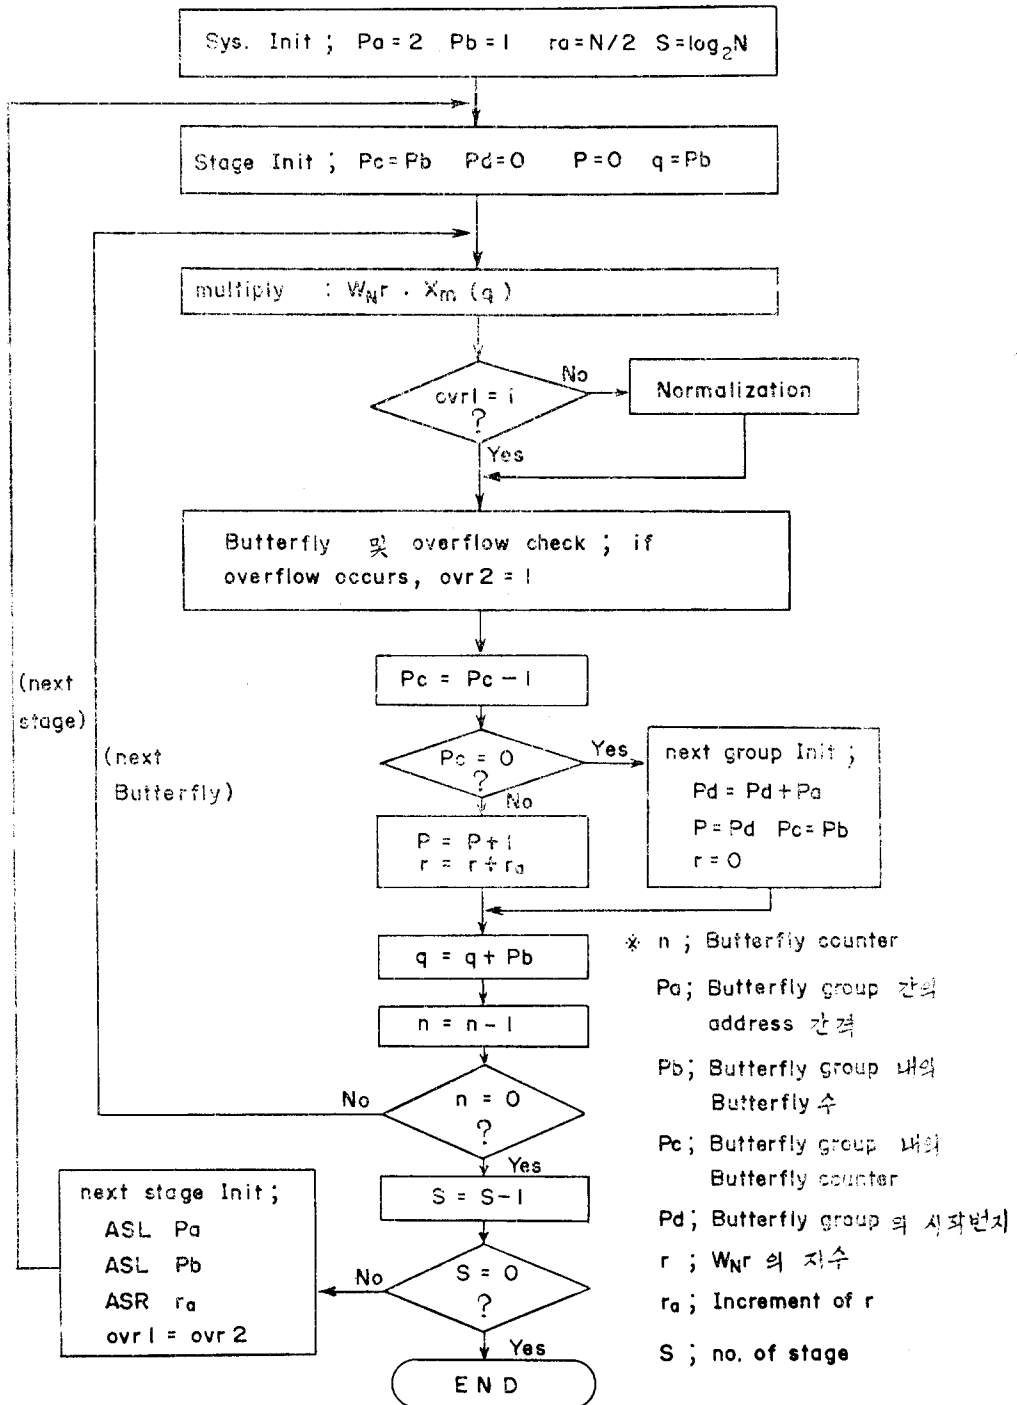 Sys. Init ; Pa=2 Pb=1 ra=N/2 S=log₂N
Stage Init ; Pc=Pb Pd=0 P=0 q=Pb
multiply : W_N r . X_m (q)
ovr1 = 1
?
No
Normalization
Yes
Butterfly 및 overflow check ; if
overflow occurs, ovr2 = 1
Pc = Pc - 1
Pc = 0
?
Yes
No
next group Init ;
Pd = Pd + Pa
P = Pd Pc = Pb
r = 0
P = P + 1
r = r + ra
q = q + Pb
n = n - 1
n = 0
?
No
Yes
(next
Butterfly)
(next
stage)
S = S - 1
S = 0
?
No
Yes
next stage Init ;
ASL Pa
ASL Pb
ASR ra
ovr1 = ovr2
END
※ n ; Butterfly counter
Pa; Butterfly group 간의
address 간격
Pb; Butterfly group 내의
Butterfly 수
Pc; Butterfly group 내의
Butterfly counter
Pd; Butterfly group 의 시작번지
r ; W_N r 의 지수
ra ; Increment of r
S ; no. of stage